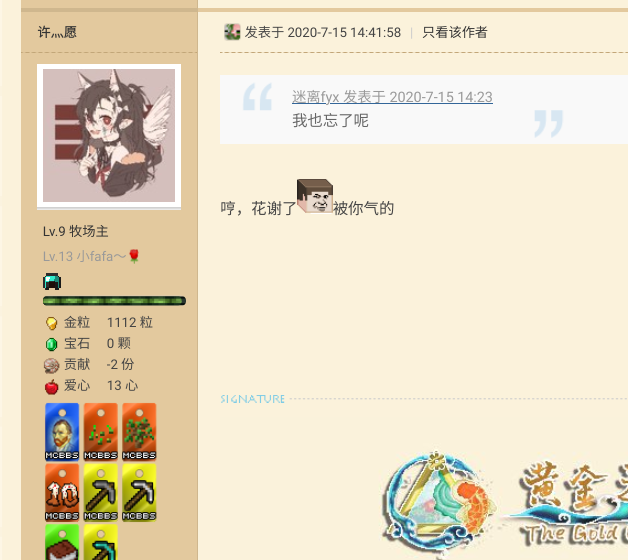 许灬愿
发表于 2020-7-15 14:41:58 | 只看该作者
迷离fyx 发表于 2020-7-15 14:23
我也忘了呢
哼，花谢了被你气的
Lv.9 牧场主
Lv.13 小fafa～
金粒 1112 粒
宝石 0 颗
贡献 -2 份
爱心 13 心
MCBBS MCBBS MCBBS
10
MCBBS MCBBS MCBBS
SIGNATURE
黄金
The Gold